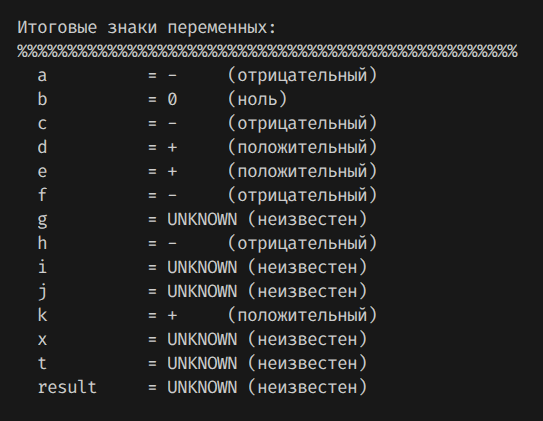 Итоговые знаки переменных:
%%%%%%%%%%%%%%%%%%%%%%%%%%%%%%%%%%%%%%%%%%%%%%%%%%
a = - (отрицательный)
b = 0 (ноль)
c = - (отрицательный)
d = + (положительный)
e = + (положительный)
f = - (отрицательный)
g = UNKNOWN (неизвестен)
h = - (отрицательный)
i = UNKNOWN (неизвестен)
j = UNKNOWN (неизвестен)
k = + (положительный)
x = UNKNOWN (неизвестен)
t = UNKNOWN (неизвестен)
result = UNKNOWN (неизвестен)